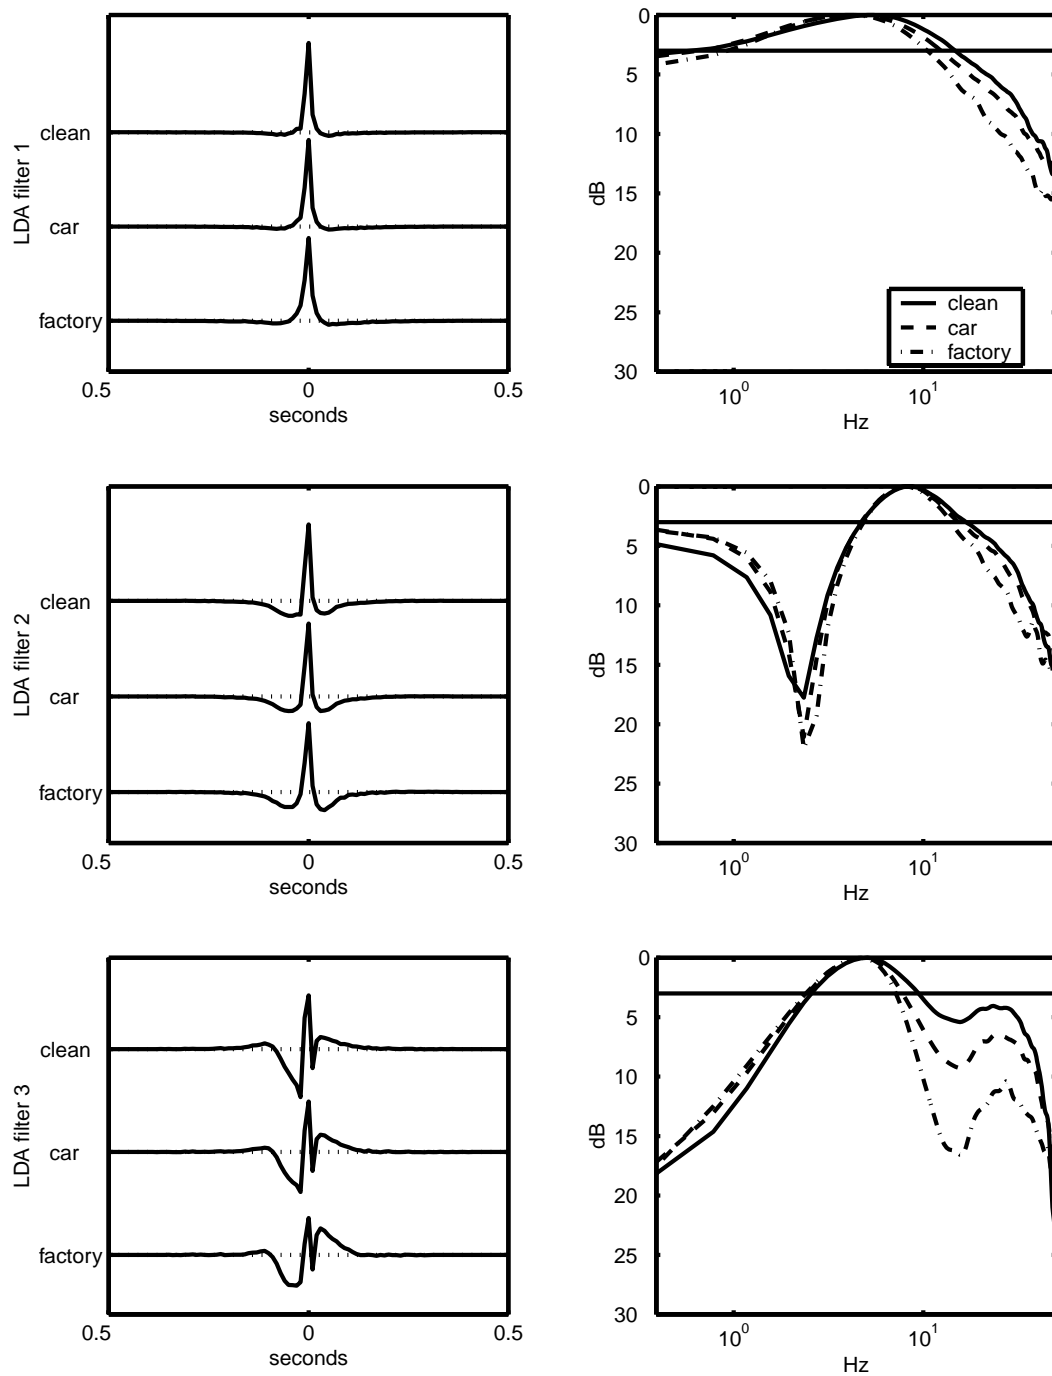 LDA filter 1
clean
car
factory
0.5 0 0.5
seconds
dB
0
5
10
15
20
25
30
clean
car
factory
10^0 10^1
Hz
LDA filter 2
clean
car
factory
0.5 0 0.5
seconds
dB
0
5
10
15
20
25
30
10^0 10^1
Hz
LDA filter 3
clean
car
factory
0.5 0 0.5
seconds
dB
0
5
10
15
20
25
30
10^0 10^1
Hz